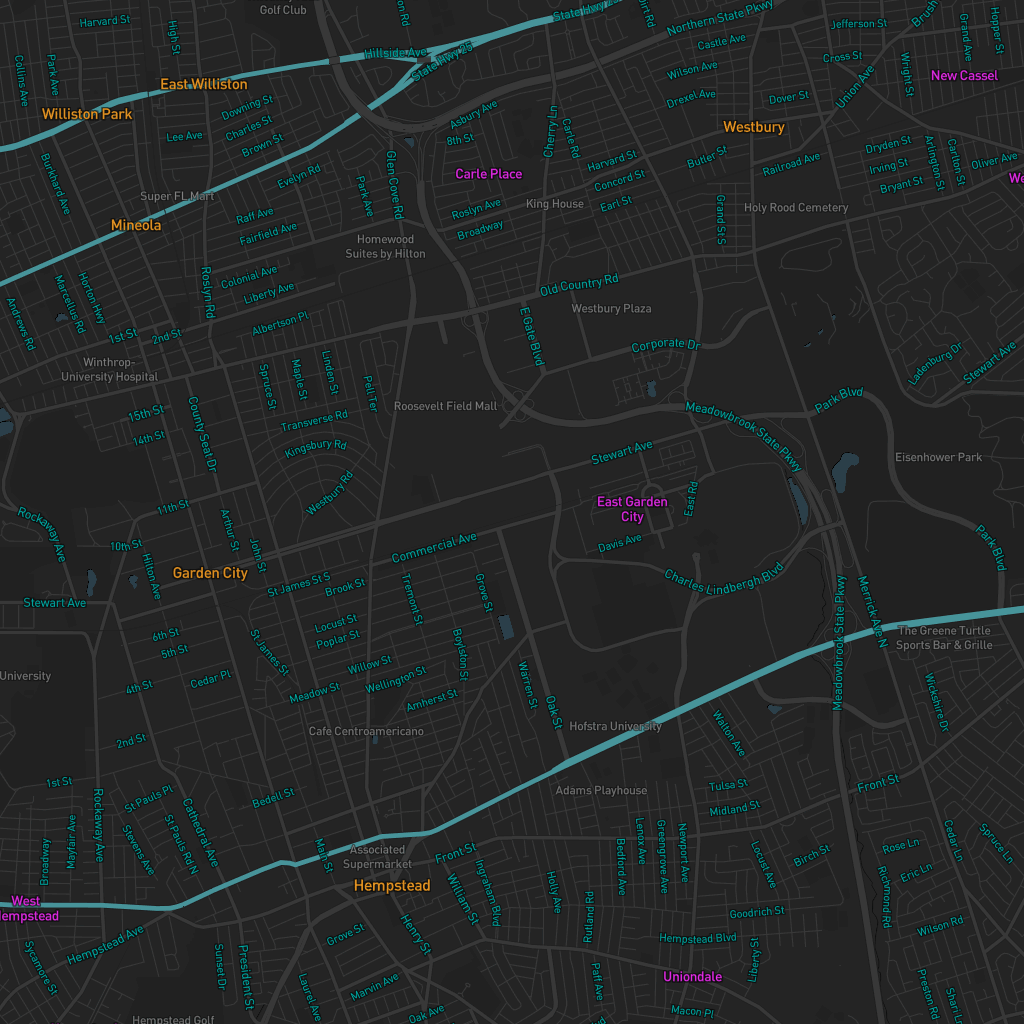 Golf Club
State Hwy 25
Northern State Pkwy
Harvard St
High St
Jefferson St
Grand Ave
Hopper St
Hillside Ave
State Hwy 25
Castle Ave
Cross St
Collins Ave
Park Ave
East Williston
Wilson Ave
Wright St
New Cassel
Williston Park
Downing St
Asbury Ave
Drexel Ave
Dover St
Union Ave
Charles St
Lee Ave
Brown St
8th St
Cherry Ln
Carle Rd
Westbury
Dryden St
Arlington St
Carlton St
Burkhard Ave
Evelyn Rd
Glen Cove Rd
Carle Place
Harvard St
Butler St
Railroad Ave
Irving St
Oliver Ave
Concord St
Bryant St
Super FL Mart
Park Ave
King House
Earl St
Grand St S
Holy Rood Cemetery
Mineola
Raff Ave
Roslyn Ave
Fairfield Ave
Broadway
Homewood
Suites by Hilton
Marcellus Rd
Horton Hwy
Roslyn Rd
Colonial Ave
Liberty Ave
Old Country Rd
Andrews Rd
1st St
2nd St
Albertson Pl
E Gate Blvd
Westbury Plaza
Corporate Dr
Winthrop-
University Hospital
Spruce St
Maple St
Linden St
Pell Ter
Ladenburg Dr
Stewart Ave
15th St
County Seat Dr
Transverse Rd
Roosevelt Field Mall
Meadowbrook State Pkwy
Park Blvd
14th St
Kingsbury Rd
Stewart Ave
Eisenhower Park
Westbury Rd
East Garden
City
East Rd
Rockaway Ave
11th St
Arthur St
John St
10th St
Hilton Ave
Commercial Ave
Davis Ave
Park Blvd
Garden City
St James St S
Brook St
Tremont St
Grove St
Charles Lindbergh Blvd
Stewart Ave
Locust St
Poplar St
Meadowbrook State Pkwy
Merrick Ave N
6th St
5th St
St James St
Boylston St
The Greene Turtle
Sports Bar & Grille
University
4th St
Cedar Pl
Willow St
Meadow St
Wellington St
Amherst St
Warren St
Oak St
Wickshire Dr
2nd St
Cafe Centroamericano
Hofstra University
Walton Ave
1st St
St Pauls Pl
Bedell St
Adams Playhouse
Tulsa St
Front St
Midland St
Rockaway Ave
Mayfair Ave
Broadway
Stevens Ave
St Pauls Rd N
Cathedral Ave
Main St
Associated
Supermarket
Front St
Bedford Ave
Lenox Ave
Greengrove Ave
Newport Ave
Locust Ave
Birch St
Rose Ln
Cedar Ln
Spruce Ln
Eric Ln
Hempstead
William St
Ingraham Blvd
Holly Ave
Rutland Rd
Richmond Rd
West
Goodrich St
Wilson Rd
Hempstead Ave
Sycamore St
Grove St
Henry St
Hempstead Blvd
Liberty St
Sunset Dr
President St
Laurel Ave
Marvin Ave
Paff Ave
Uniondale
Preston Rd
Oak Ave
Macon Pl
Hempstead Golf